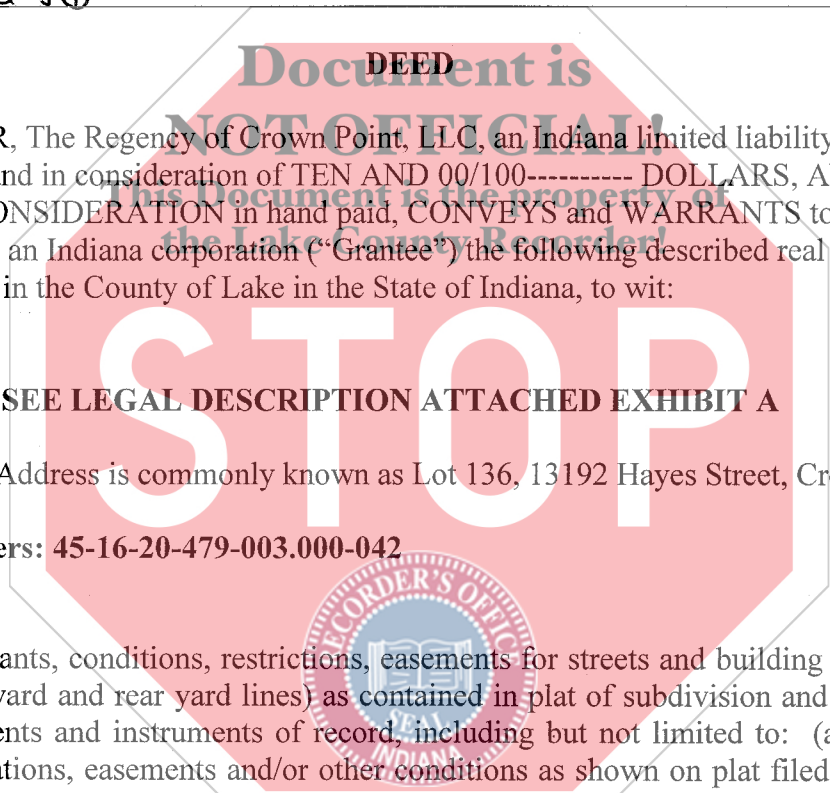 DEED
Document is
NOT OFFICIAL!
This Document is the property of
the Lake County Recorder!
R, The Regency of Crown Point, LLC, an Indiana limited liability
nd in consideration of TEN AND 00/100---------- DOLLARS, A
ONSIDERATION in hand paid, CONVEYS and WARRANTS to
an Indiana corporation (“Grantee”) the following described real
in the County of Lake in the State of Indiana, to wit:
STOP
SEE LEGAL DESCRIPTION ATTACHED EXHIBIT A
Address is commonly known as Lot 136, 13192 Hayes Street, Cr
ers: 45-16-20-479-003.000-042
RECORDER'S OFFICE
SEAL
INDIANA
ants, conditions, restrictions, easements for streets and building
yard and rear yard lines) as contained in plat of subdivision and
ents and instruments of record, including but not limited to: (a
ations, easements and/or other conditions as shown on plat filed